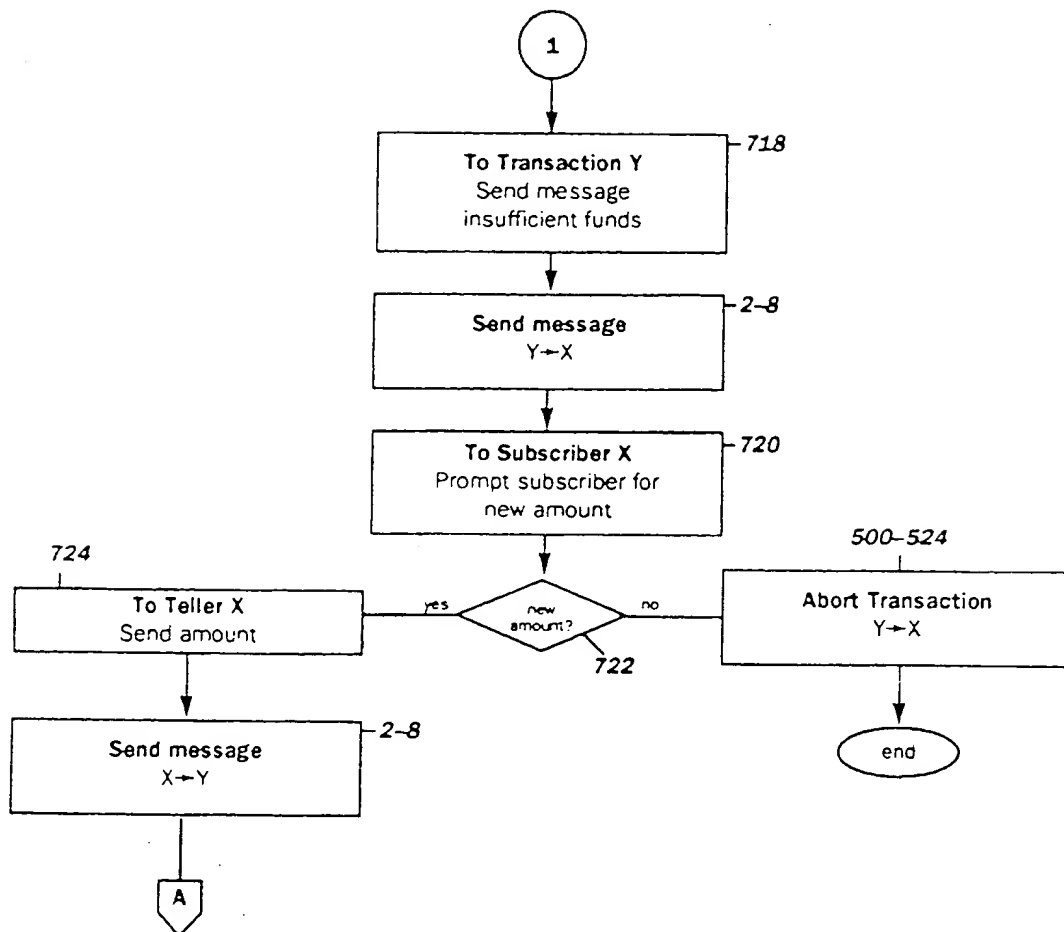 1
718
To Transaction Y
Send message
insufficient funds
2-8
Send message
Y→X
720
To Subscriber X
Prompt subscriber for
new amount
724
To Teller X
Send amount
yes
new
amount?
no
722
500-524
Abort Transaction
Y→X
2-8
Send message
X→Y
end
A